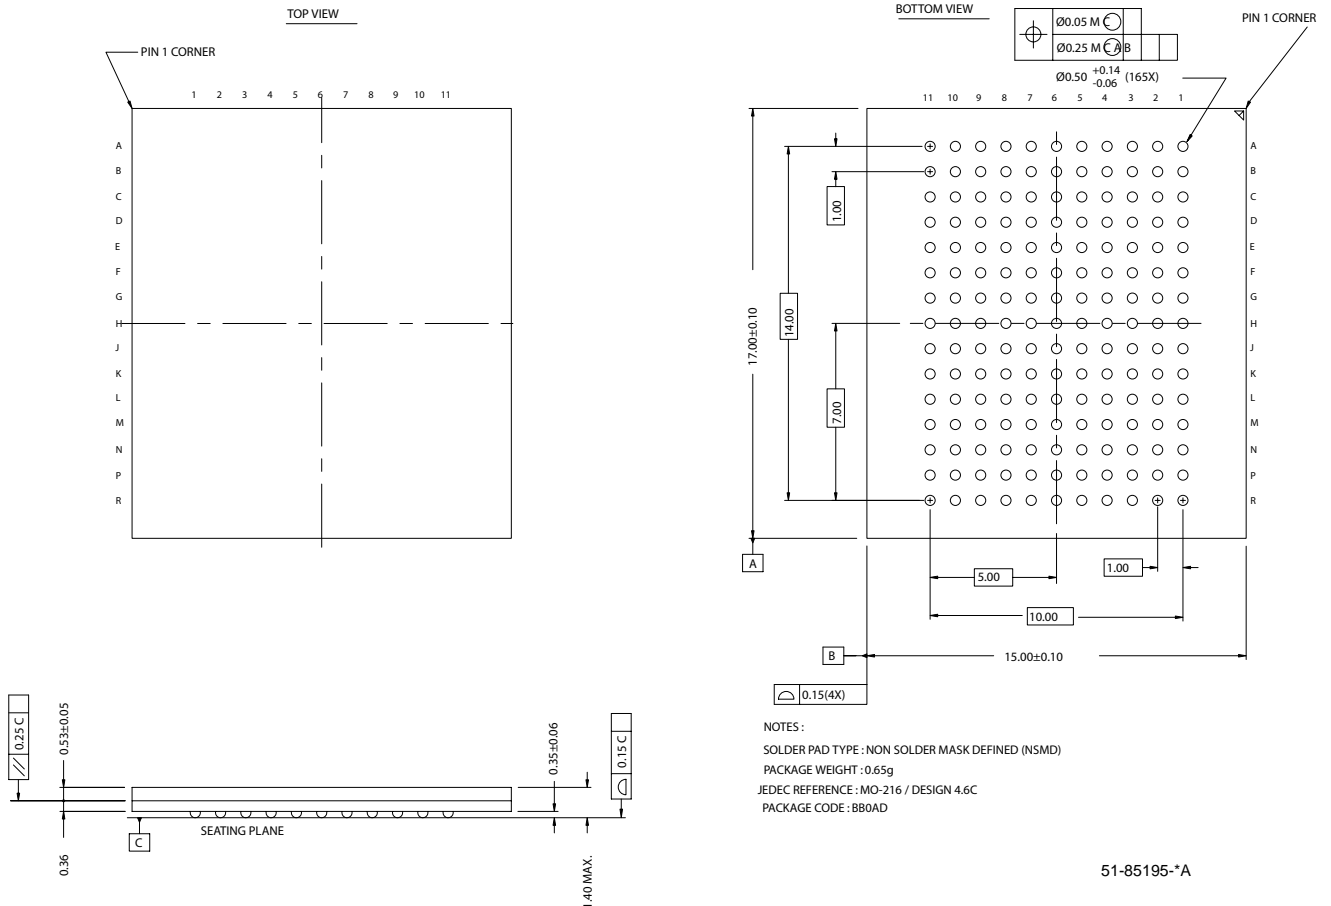 TOP VIEW
PIN 1 CORNER
1 2 3 4 5 6 7 8 9 10 11
A
B
C
D
E
F
G
H
J
K
L
M
N
P
R
BOTTOM VIEW
Ø0.05 M C
Ø0.25 M C A B
Ø0.50 +0.14 -0.06 (165X)
PIN 1 CORNER
11 10 9 8 7 6 5 4 3 2 1
A
B
C
D
E
F
G
H
J
K
L
M
N
P
R
1.00
14.00
17.00±0.10
7.00
A
5.00
1.00
10.00
B
15.00±0.10
0.15(4X)
0.25 C
0.53±0.05
0.35±0.06
0.15 C
SEATING PLANE
C
0.36
1.40 MAX.
NOTES :
SOLDER PAD TYPE : NON SOLDER MASK DEFINED (NSMD)
PACKAGE WEIGHT : 0.65g
JEDEC REFERENCE : MO-216 / DESIGN 4.6C
PACKAGE CODE : BB0AD
51-85195-*A